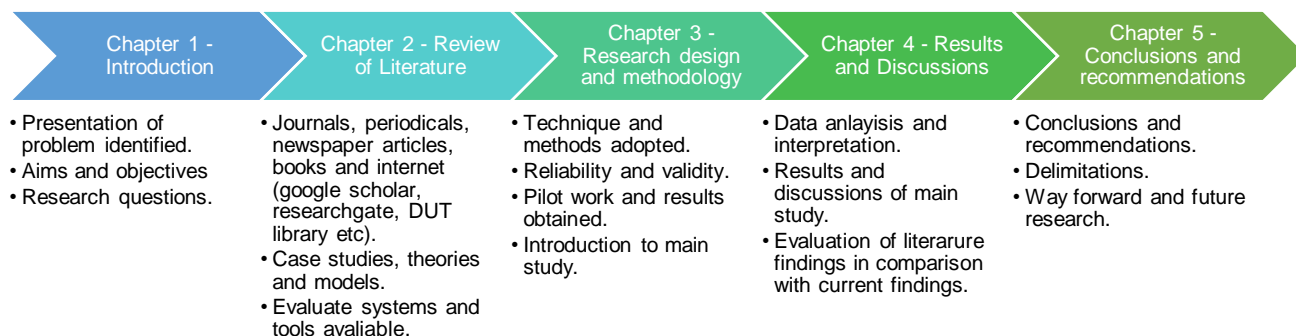 Chapter 1 -
Introduction
Chapter 2 - Review
of Literature
Chapter 3 -
Research design
and methodology
Chapter 4 - Results
and Discussions
Chapter 5 -
Conclusions and
recommendations
• Presentation of
problem identified.
• Aims and objectives
• Research questions.
• Journals, periodicals,
newspaper articles,
books and internet
(google scholar,
researchgate, DUT
library etc).
• Case studies, theories
and models.
• Evaluate systems and
tools avaliable.
• Technique and
methods adopted.
• Reliability and validity.
• Pilot work and results
obtained.
• Introduction to main
study.
• Data anlayisis and
interpretation.
• Results and
discussions of main
study.
• Evaluation of literarure
findings in comparison
with current findings.
• Conclusions and
recommendations.
• Delimitations.
• Way forward and future
research.